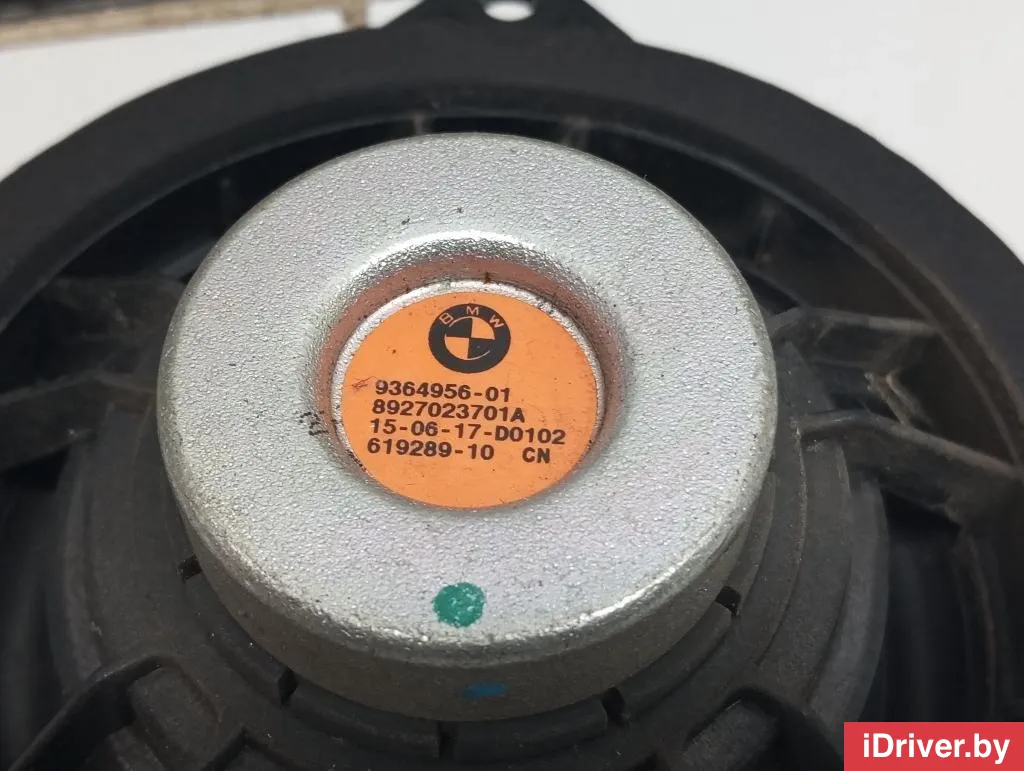 BMW
9364956-01
8927023701A
15-06-17-D0102
619289-10 CN
iDriver.by